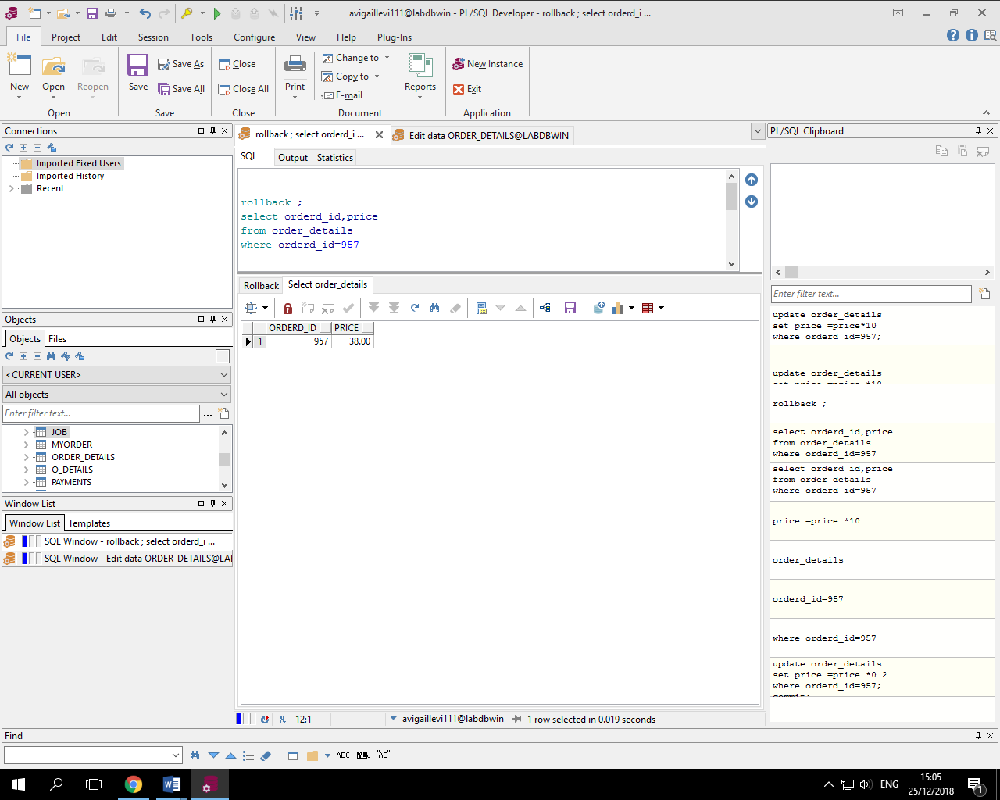 avigaillevi111@labdbwin - PL/SQL Developer - rollback ; select orderd_i ...
File Project Edit Session Tools Configure View Help Plug-Ins
New Open Reopen
Open
Save Save As
Save All
Save
Close
Close All
Close
Print Change to
Copy to
E-mail
Reports
Document
New Instance
Exit
Application
Connections
Imported Fixed Users
Imported History
Recent
Objects
Objects Files
<CURRENT USER>
All objects
Enter filter text...
JOB
MYORDER
ORDER_DETAILS
O_DETAILS
PAYMENTS
Window List
Window List Templates
SQL Window - rollback ; select orderd_i ...
SQL Window - Edit data ORDER_DETAILS@LAI
rollback ; select orderd_i ... Edit data ORDER_DETAILS@LABDBWIN
SQL Output Statistics
rollback ;
select orderd_id,price
from order_details
where orderd_id=957
Rollback Select order_details
ORDERD_ID PRICE
1 957 38.00
& 12:1 avigaillevi111@labdbwin 1 row selected in 0.019 seconds
PL/SQL Clipboard
Enter filter text...
update order_details
set price =price*10
where orderd_id=957;
update order_details
set price =price *10
rollback ;
select orderd_id,price
from order_details
where orderd_id=957
select orderd_id,price
from order_details
where orderd_id=957
price =price *10
order_details
orderd_id=957
where orderd_id=957
update order_details
set price =price *0.2
where orderd_id=957;
commit;
Find
ABC AB "AB"
ENG
15:05
25/12/2018
1